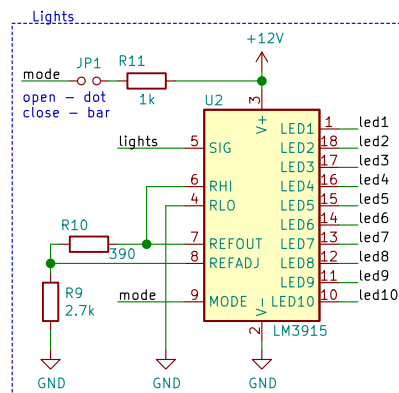 Lights
+12V
JP1
R11
mode
1k
open – dot
close – bar
U2
3
V+
lights
5
SIG
6
RHI
4
RLO
R10
390
7
REFOUT
8
REFADJ
R9
2.7k
mode
9
MODE
V-
2
LM3915
LED1
1
led1
LED2
18
led2
LED3
17
led3
LED4
16
led4
LED5
15
led5
LED6
14
led6
LED7
13
led7
LED8
12
led8
LED9
11
led9
LED10
10
led10
GND
GND
GND